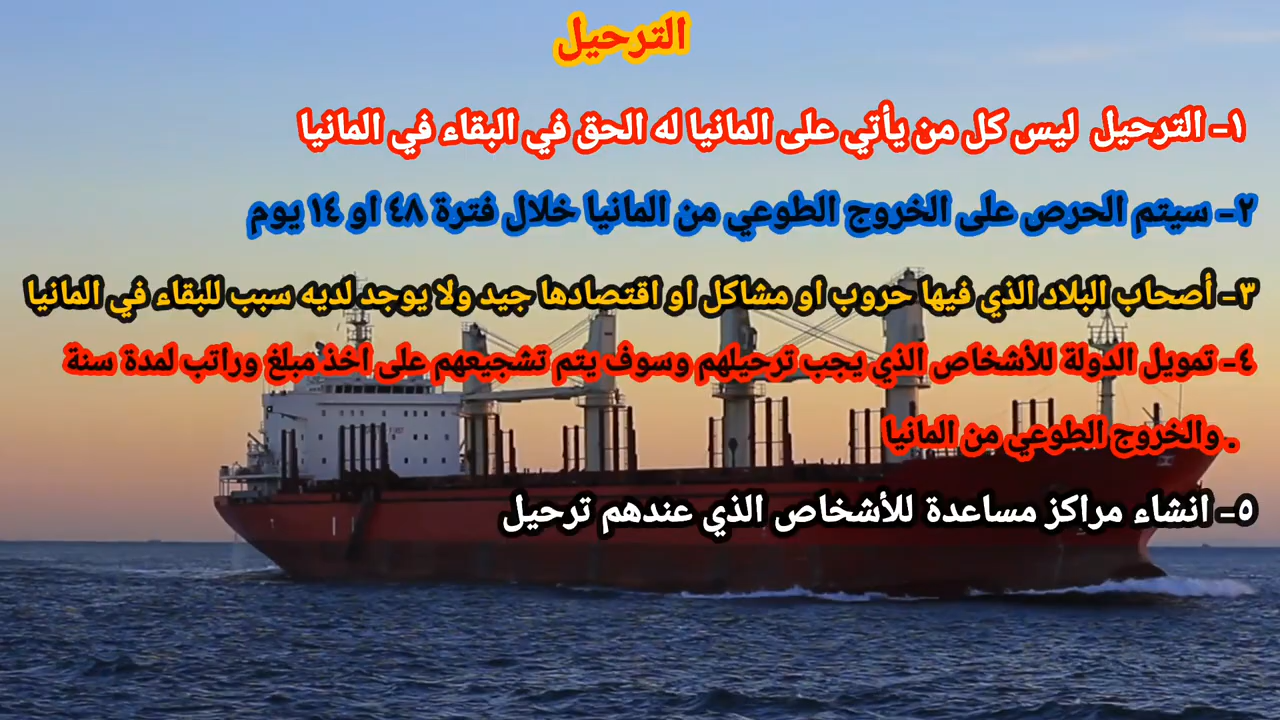 الترحيل
١- الترحيل ليس كل من يأتي على المانيا له الحق في البقاء في المانيا
٢- سيتم الحرص على الخروج الطوعي من المانيا خلال فترة ٤٨ او ١٤ يوم
٣- أصحاب البلاد الذي فيها حروب او مشاكل او اقتصادها جيد ولا يوجد لديه سبب للبقاء في المانيا
٤- تمويل الدولة للأشخاص الذي يجب ترحيلهم وسوف يتم تشجيعهم على اخذ مبلغ وراتب لمدة سنة
. والخروج الطوعي من المانيا
٥- انشاء مراكز مساعدة للأشخاص الذي عندهم ترحيل